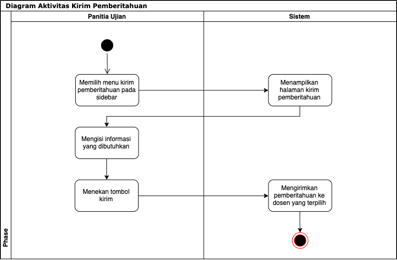 Diagram Aktivitas Kirim Pemberitahuan
Panitia Ujian
Sistem
Memilih menu kirim
pemberitahuan pada
sidebar
Menampilkan
halaman kirim
pemberitahuan
Mengisi informasi
yang dibutuhkan
Menekan tombol
kirim
Mengirimkan
pemberitahuan ke
dosen yang terpilih
Phase